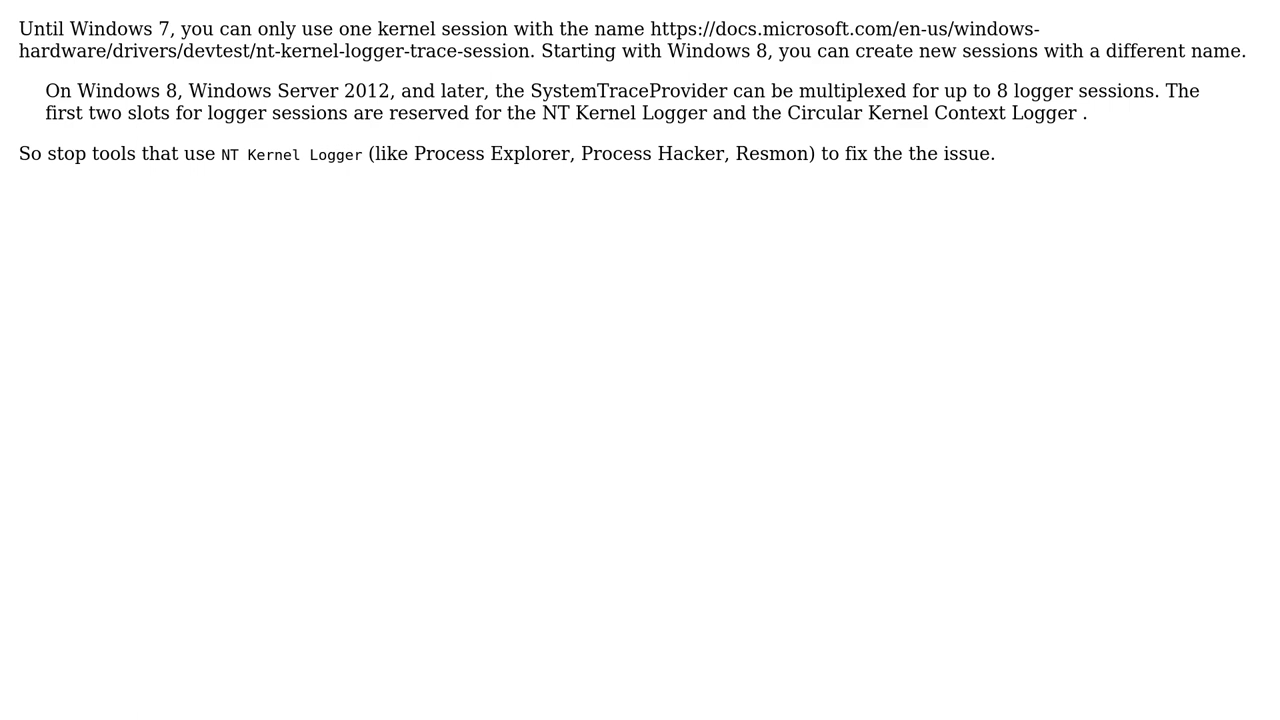 Until Windows 7, you can only use one kernel session with the name https://docs.microsoft.com/en-us/windows-
hardware/drivers/devtest/nt-kernel-logger-trace-session. Starting with Windows 8, you can create new sessions with a different name.
On Windows 8, Windows Server 2012, and later, the SystemTraceProvider can be multiplexed for up to 8 logger sessions. The
first two slots for logger sessions are reserved for the NT Kernel Logger and the Circular Kernel Context Logger .
So stop tools that use NT Kernel Logger (like Process Explorer, Process Hacker, Resmon) to fix the the issue.